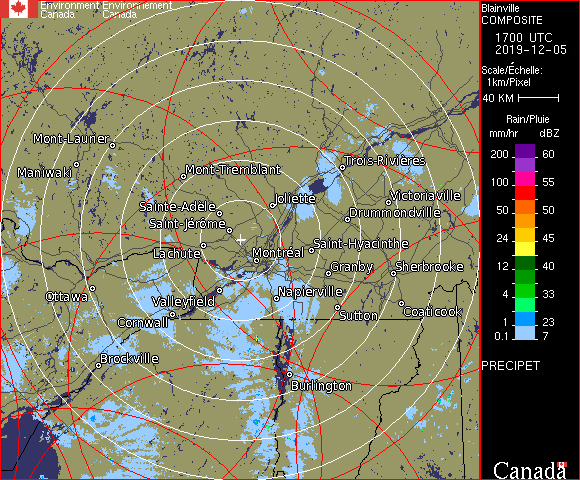 Environment Environnement
Canada Canada
Blainville
COMPOSITE
1700 UTC
2019-12-05
Scale/Échelle:
1km/Pixel
40 KM
Rain/Pluie
mm/hr dBZ
200 60
100 55
50 50
24 45
12 40
4 33
1 23
0.1 7
PRECIPET
Canada
Mont-Laurier
Maniwaki
Mont-Tremblant
Trois-Rivières
Joliette
Victoriaville
Sainte-Adèle
Drummondville
Saint-Jérôme
Lachute
Saint-Hyacinthe
Montréal
Granby
Sherbrooke
Ottawa
Valleyfield
Napierville
Cornwall
Sutton
Coaticook
Brockville
Burlington